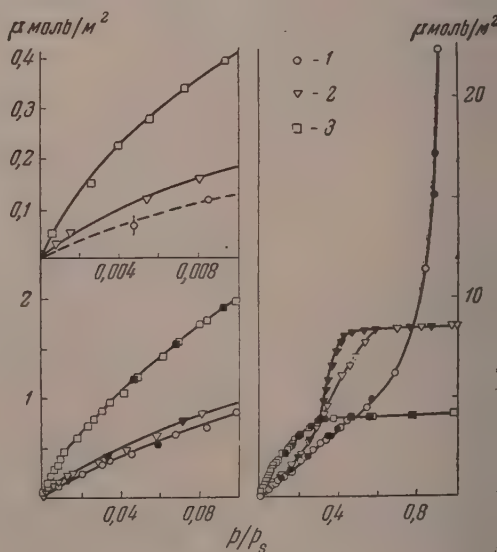 μ моль/м²
μ моль/м²
0,4
0,3
0,2
0,1
0,004
0,008
○ - 1
▽ - 2
□ - 3
20
10
2
1
0,04
0,08
0,4
0,8
p/pₛ